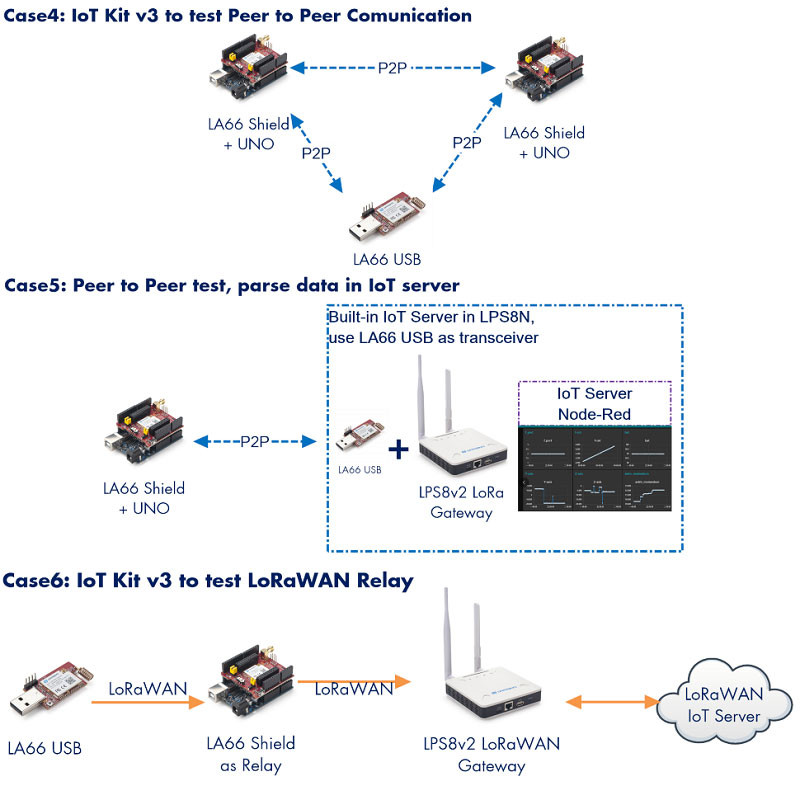 Case4: IoT Kit v3 to test Peer to Peer Comunication
P2P
LA66 Shield
+ UNO
LA66 Shield
+ UNO
P2P
P2P
LA66 USB
Case5: Peer to Peer test, parse data in IoT server
Built-in IoT Server in LPS8N,
use LA66 USB as transceiver
IoT Server
Node-Red
P2P
LA66 USB
+
LPS8v2 LoRa
Gateway
LA66 Shield
+ UNO
Case6: IoT Kit v3 to test LoRaWAN Relay
LoRaWAN
LoRaWAN
LoRaWAN
IoT Server
LA66 USB
LA66 Shield
as Relay
LPS8v2 LoRaWAN
Gateway